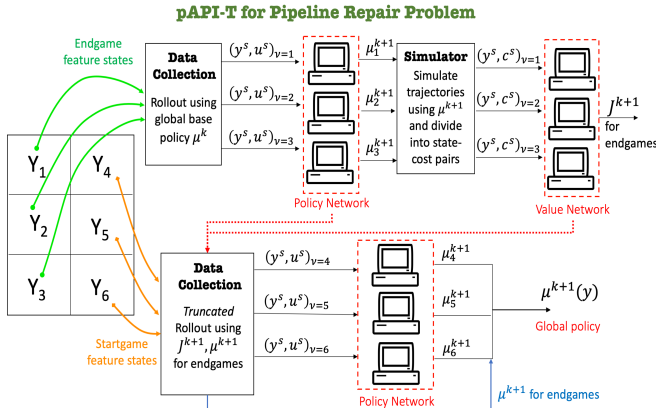 pAPI-T for Pipeline Repair Problem
Endgame
feature states
Data
Collection
Rollout using
global base
policy μ^k
(y^s, u^s)_{ν=1}
(y^s, u^s)_{ν=2}
(y^s, u^s)_{ν=3}
Policy Network
μ_1^{k+1}
μ_2^{k+1}
μ_3^{k+1}
Simulator
Simulate
trajectories
using μ^{k+1}
and divide
into state-
cost pairs
(y^s, c^s)_{ν=1}
(y^s, c^s)_{ν=2}
(y^s, c^s)_{ν=3}
Value Network
J^{k+1}
for
endgames
Y_1 Y_4
Y_2 Y_5
Y_3 Y_6
Startgame
feature states
Data
Collection
Truncated
Rollout using
J^{k+1}, μ^{k+1}
for endgames
(y^s, u^s)_{ν=4}
(y^s, u^s)_{ν=5}
(y^s, u^s)_{ν=6}
Policy Network
μ_4^{k+1}
μ_5^{k+1}
μ_6^{k+1}
μ^{k+1}(y)
Global policy
μ^{k+1} for endgames